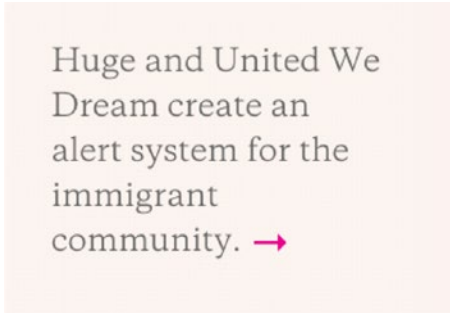 Huge and United We
Dream create an
alert system for the
immigrant
community. →